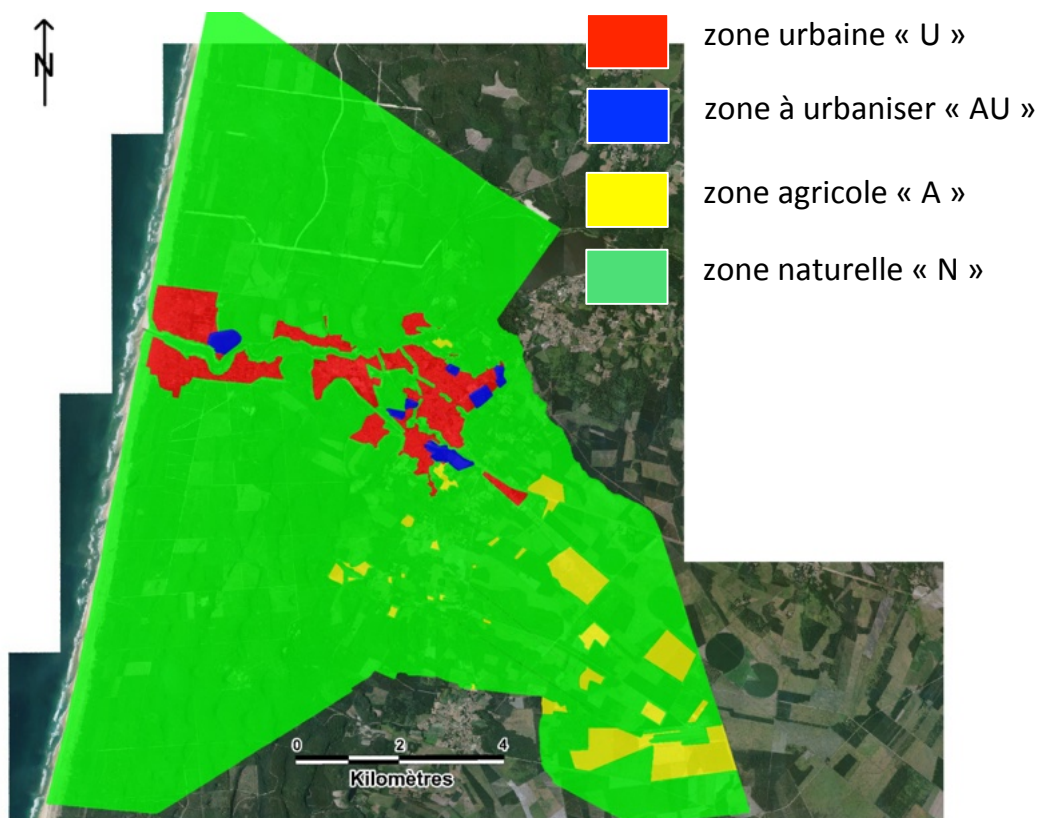 N
zone urbaine « U »
zone à urbaniser « AU »
zone agricole « A »
zone naturelle « N »
0 2 4
Kilomètres